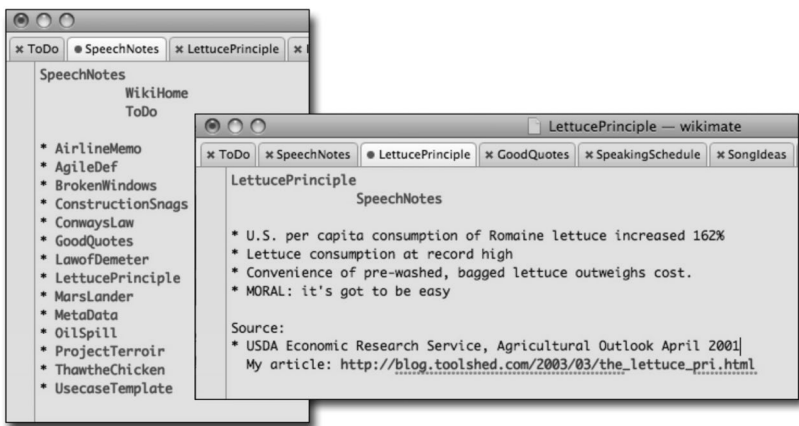 ToDo SpeechNotes LettucePrinciple
SpeechNotes
WikiHome
ToDo
* AirlineMemo
* AgileDef
* BrokenWindows
* ConstructionSnags
* ConwaysLaw
* GoodQuotes
* LawofDemeter
* LettucePrinciple
* MarsLander
* MetaData
* OilSpill
* ProjectTerroir
* ThawtheChicken
* UsecaseTemplate
LettucePrinciple — wikimate
ToDo SpeechNotes LettucePrinciple GoodQuotes SpeakingSchedule SongIdeas
LettucePrinciple
SpeechNotes
* U.S. per capita consumption of Romaine lettuce increased 162%
* Lettuce consumption at record high
* Convenience of pre-washed, bagged lettuce outweighs cost.
* MORAL: it's got to be easy
Source:
* USDA Economic Research Service, Agricultural Outlook April 2001
My article: http://blog.toolshed.com/2003/03/the_lettuce_pri.html